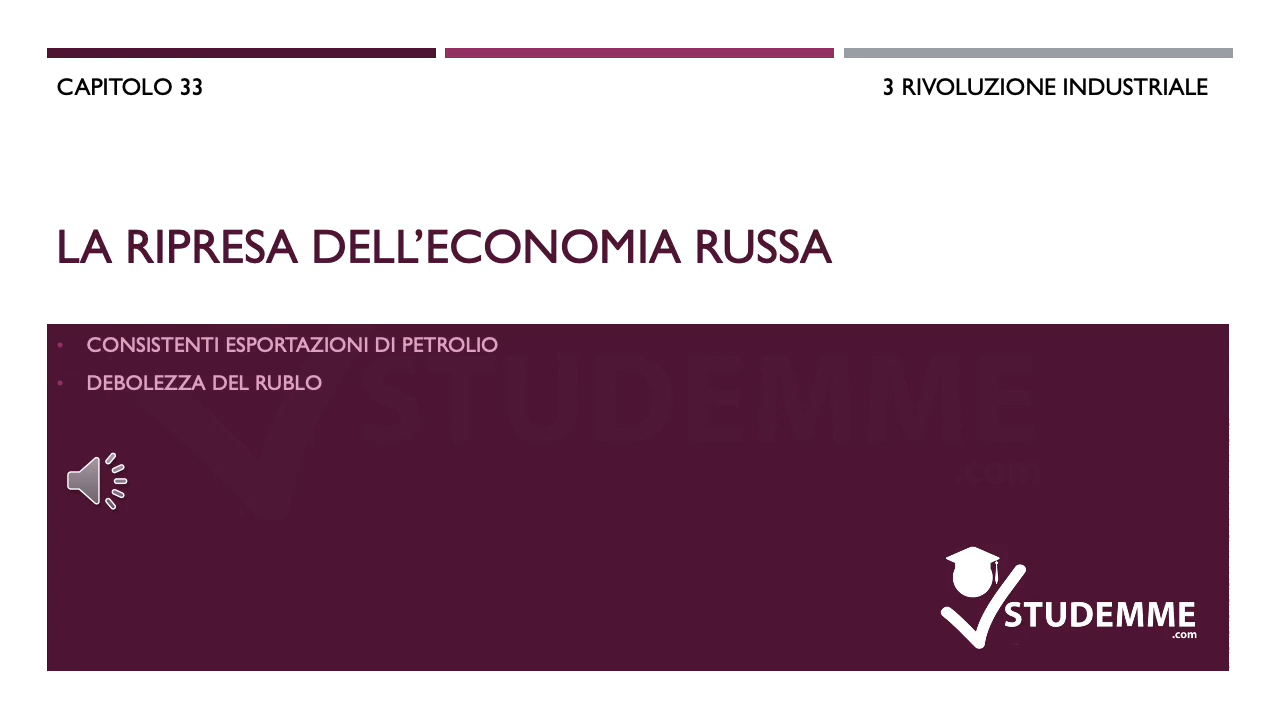 CAPITOLO 33
3 RIVOLUZIONE INDUSTRIALE
LA RIPRESA DELL'ECONOMIA RUSSA
• CONSISTENTI ESPORTAZIONI DI PETROLIO
• DEBOLEZZA DEL RUBLO
STUDEMME
.com
STUDEMME
.com